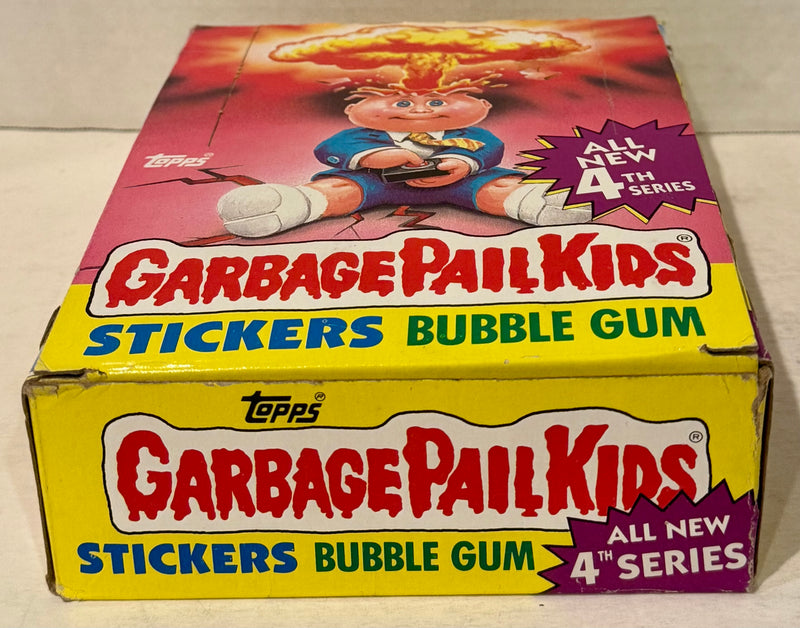 TOPPS
ALL
NEW
4TH
SERIES
GARBAGE PAIL KIDS®
STICKERS BUBBLE GUM
TOPPS®
GARBAGE PAIL KIDS®
STICKERS BUBBLE GUM
ALL NEW
4TH SERIES